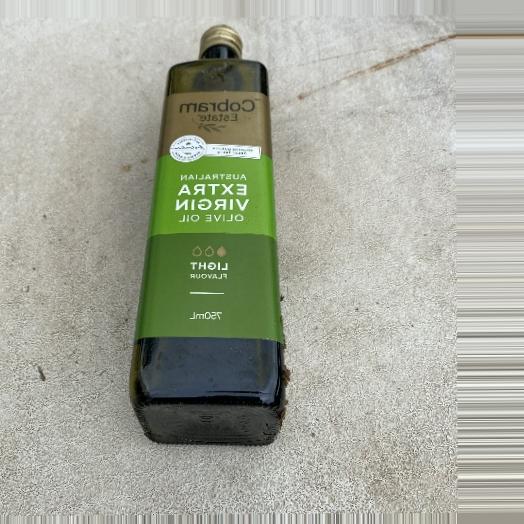 Cobram
Estate
AUSTRALIAN
EXTRA
VIRGIN
OLIVE OIL
LIGHT
FLAVOUR
750mL